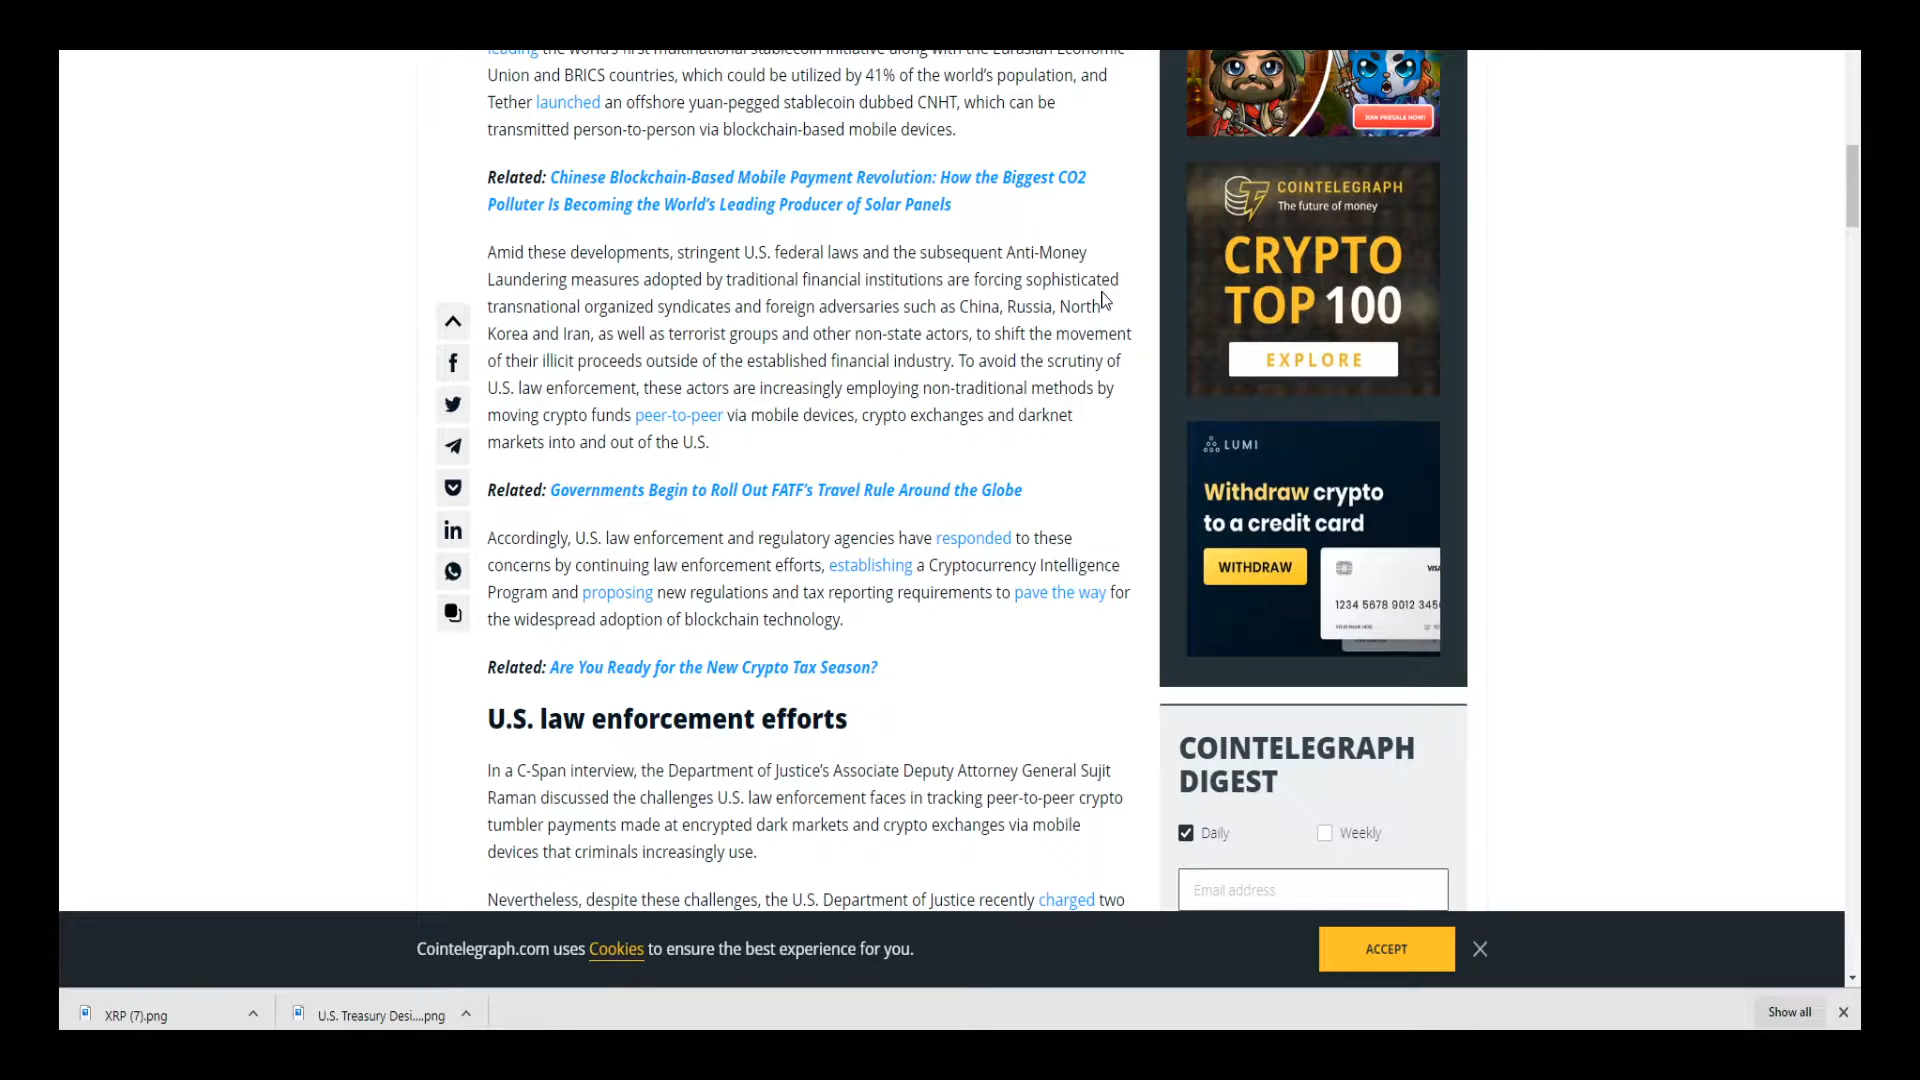 leading the world's first multinational stablecoin initiative along with the Eurasian Economic
Union and BRICS countries, which could be utilized by 41% of the world's population, and
Tether launched an offshore yuan-pegged stablecoin dubbed CNHT, which can be
transmitted person-to-person via blockchain-based mobile devices.
Related: Chinese Blockchain-Based Mobile Payment Revolution: How the Biggest CO2
Polluter Is Becoming the World's Leading Producer of Solar Panels
Amid these developments, stringent U.S. federal laws and the subsequent Anti-Money
Laundering measures adopted by traditional financial institutions are forcing sophisticated
transnational organized syndicates and foreign adversaries such as China, Russia, North
Korea and Iran, as well as terrorist groups and other non-state actors, to shift the movement
of their illicit proceeds outside of the established financial industry. To avoid the scrutiny of
U.S. law enforcement, these actors are increasingly employing non-traditional methods by
moving crypto funds peer-to-peer via mobile devices, crypto exchanges and darknet
markets into and out of the U.S.
Related: Governments Begin to Roll Out FATF's Travel Rule Around the Globe
Accordingly, U.S. law enforcement and regulatory agencies have responded to these
concerns by continuing law enforcement efforts, establishing a Cryptocurrency Intelligence
Program and proposing new regulations and tax reporting requirements to pave the way for
the widespread adoption of blockchain technology.
Related: Are You Ready for the New Crypto Tax Season?
U.S. law enforcement efforts
In a C-Span interview, the Department of Justice's Associate Deputy Attorney General Sujit
Raman discussed the challenges U.S. law enforcement faces in tracking peer-to-peer crypto
tumbler payments made at encrypted dark markets and crypto exchanges via mobile
devices that criminals increasingly use.
Nevertheless, despite these challenges, the U.S. Department of Justice recently charged two
JOIN PRESALE NOW!
COINTELEGRAPH
The future of money
CRYPTO
TOP 100
EXPLORE
LUMI
Withdraw crypto
to a credit card
WITHDRAW
VISA
1234 5678 9012 345
COINTELEGRAPH
DIGEST
Daily
Weekly
Email address
Cointelegraph.com uses Cookies to ensure the best experience for you.
ACCEPT
XRP (7).png
U.S. Treasury Desi....png
Show all